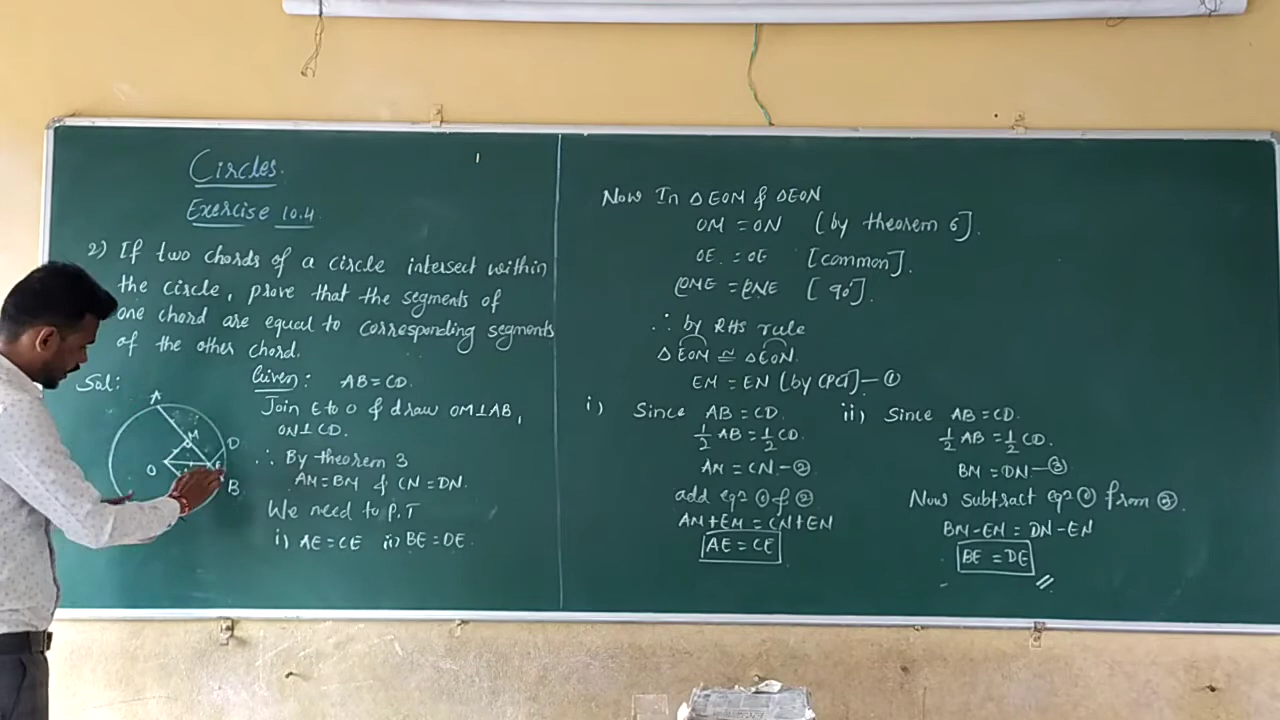 Circles.
Exercise 10.4
2) If two chords of a circle intersect within
the circle, prove that the segments of
one chord are equal to corresponding segments
of the other chord.
Sol:
Given: AB = CD.
Join E to O & draw OM⊥AB,
ON⊥CD.
∴ By theorem 3
AM = BM & CN = DN.
We need to P.T
i) AE = CE ii) BE = DE.
A
M
D
O
E
B
Now In △EOM & △EON
OM = ON [by theorem 6].
OE = OE [common].
OME = ONE [90°].
∴ by RHS rule
△EOM ≅ △EON.
EM = EN [by CPCT] — ①
i) Since AB = CD.
½ AB = ½ CD.
AM = CN — ②
add eqn ① & ②
AM + EM = CN + EN
AE = CE
ii) Since AB = CD.
½ AB = ½ CD.
BM = DN — ③
Now subtract eqn ① from ③.
BM - EM = DN - EN
BE = DE